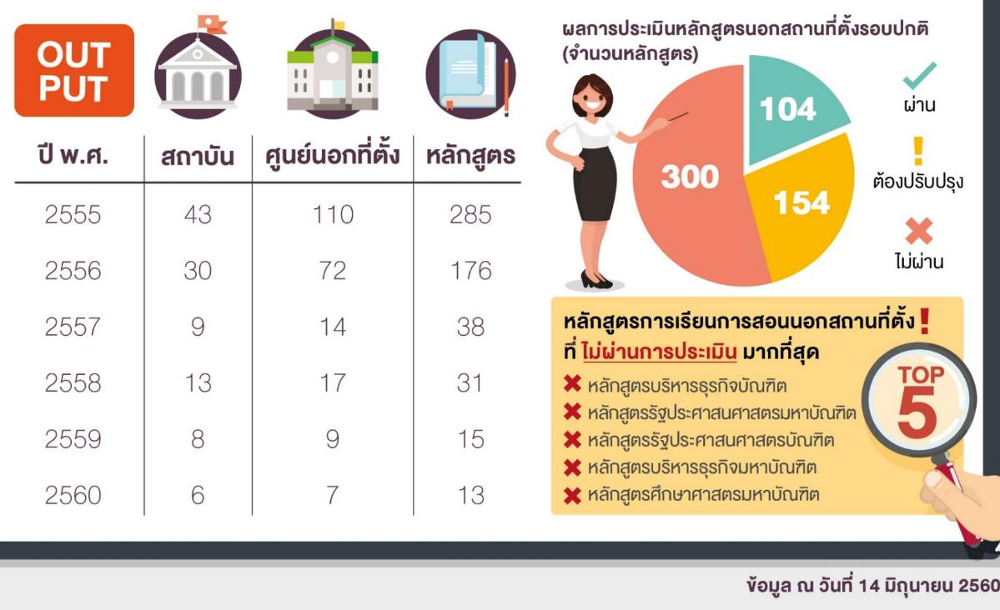 OUT
PUT
ปี พ.ศ. สถาบัน ศูนย์นอกที่ตั้ง หลักสูตร
2555 43 110 285
2556 30 72 176
2557 9 14 38
2558 13 17 31
2559 8 9 15
2560 6 7 13
ผลการประเมินหลักสูตรนอกสถานที่ตั้งรอบปกติ
(จำนวนหลักสูตร)
104
300
154
ผ่าน
!
ต้องปรับปรุง
ไม่ผ่าน
หลักสูตรการเรียนการสอนนอกสถานที่ตั้ง !
ที่ ไม่ผ่านการประเมิน มากที่สุด
หลักสูตรบริหารธุรกิจบัณฑิต
หลักสูตรรัฐประศาสนศาสตรมหาบัณฑิต
หลักสูตรรัฐประศาสนศาสตรบัณฑิต
หลักสูตรบริหารธุรกิจมหาบัณฑิต
หลักสูตรศึกษาศาสตรมหาบัณฑิต
TOP
5
ข้อมูล ณ วันที่ 14 มิถุนายน 2560